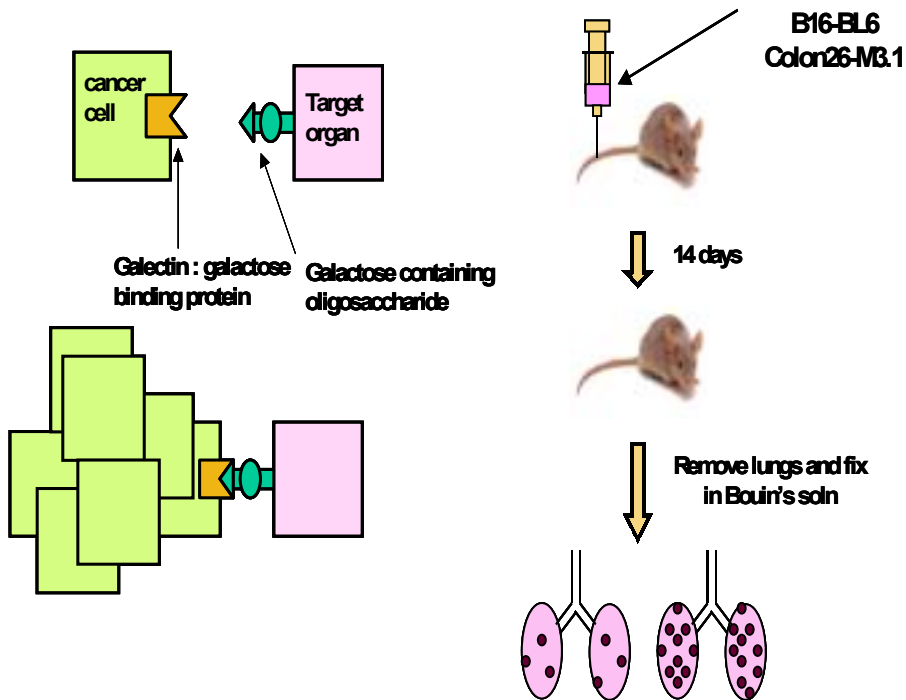 cancer
cell
Target
organ
Galectin : galactose
binding protein
Galactose containing
oligosaccharide
B16-BL6
Colon26-M3.1
14 days
Remove lungs and fix
in Bouin's soln